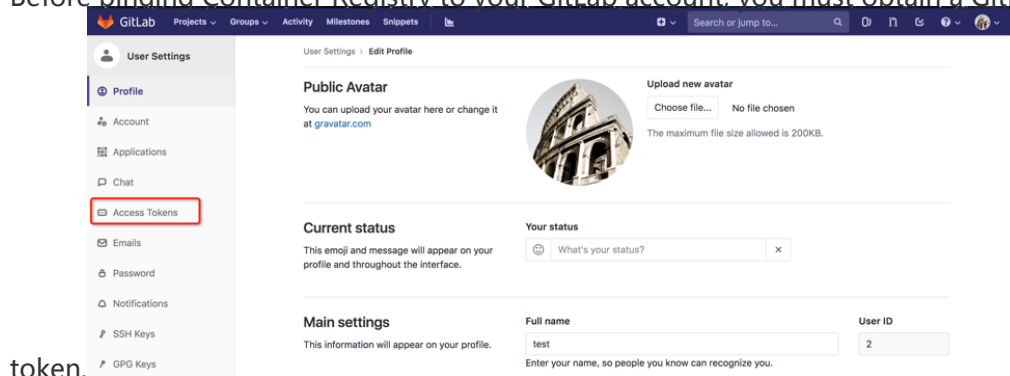 Before binding Container Registry to your GitLab account, you must obtain a Git
GitLab Projects Groups Activity Milestones Snippets Search or jump to...
User Settings
User Settings > Edit Profile
Profile
Account
Applications
Chat
Access Tokens
Emails
Password
Notifications
SSH Keys
GPG Keys
Public Avatar
You can upload your avatar here or change it
at gravatar.com
Upload new avatar
Choose file... No file chosen
The maximum file size allowed is 200KB.
Current status
This emoji and message will appear on your
profile and throughout the interface.
Your status
What's your status?
Main settings
This information will appear on your profile.
Full name
test
Enter your name, so people you know can recognize you.
User ID
2
token.